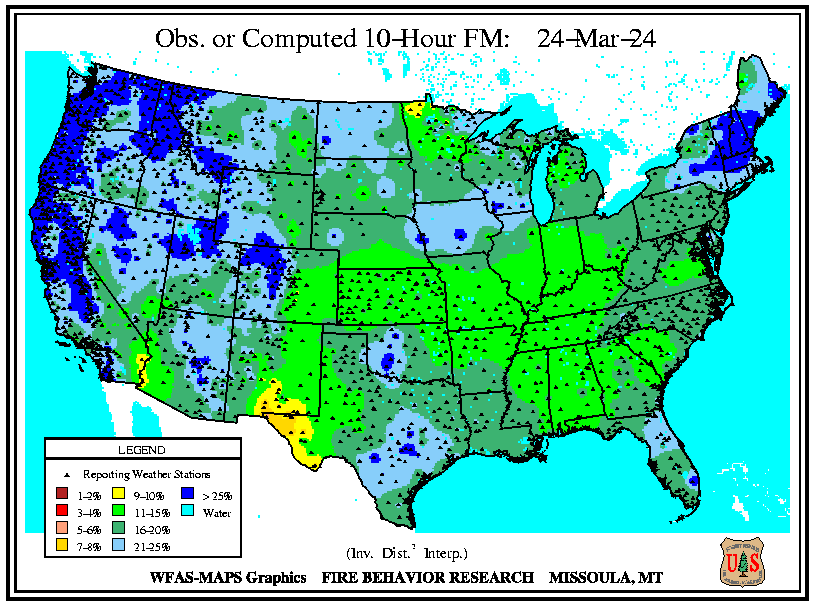 Obs. or Computed 10-Hour FM: 24-Mar-24
LEGEND
Reporting Weather Stations
1-2% 9-10% > 25%
3-4% 11-15% Water
5-6% 16-20%
7-8% 21-25%
(Inv. Dist.² Interp.)
WFAS-MAPS Graphics FIRE BEHAVIOR RESEARCH MISSOULA, MT
U S